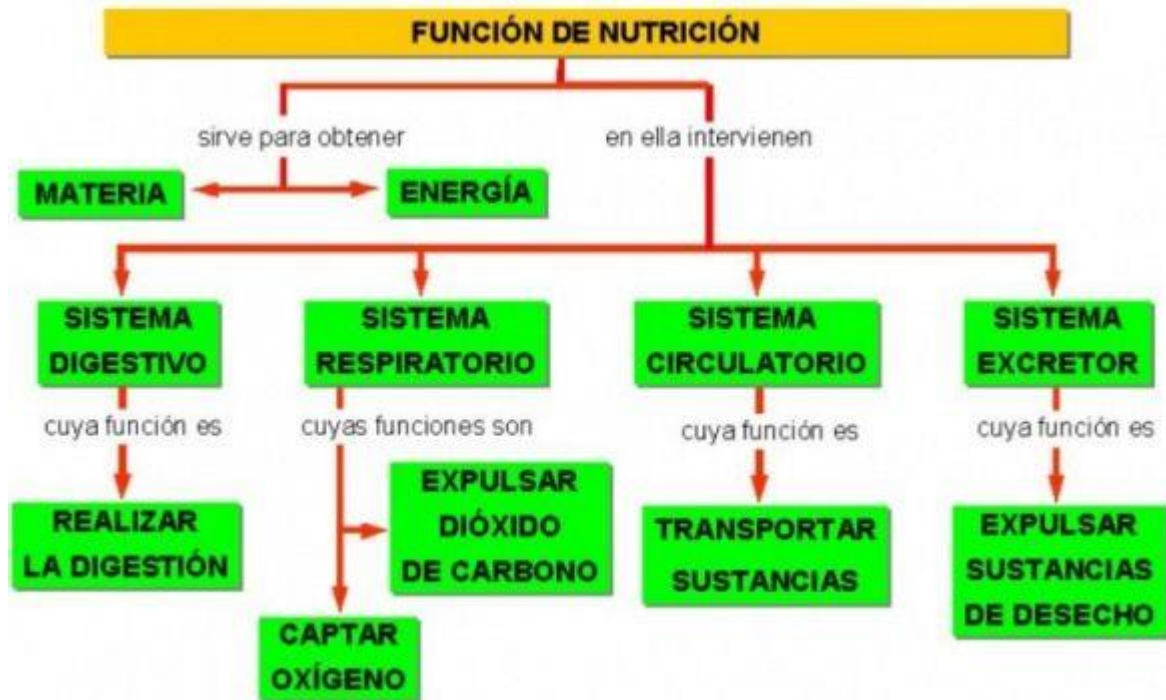 FUNCIÓN DE NUTRICIÓN
sirve para obtener
en ella intervienen
MATERIA
ENERGÍA
SISTEMA
DIGESTIVO
SISTEMA
RESPIRATORIO
SISTEMA
CIRCULATORIO
SISTEMA
EXCRETOR
cuya función es
cuyas funciones son
cuya función es
cuya función es
REALIZAR
LA DIGESTIÓN
EXPULSAR
DIÓXIDO
DE CARBONO
CAPTAR
OXÍGENO
TRANSPORTAR
SUSTANCIAS
EXPULSAR
SUSTANCIAS
DE DESECHO